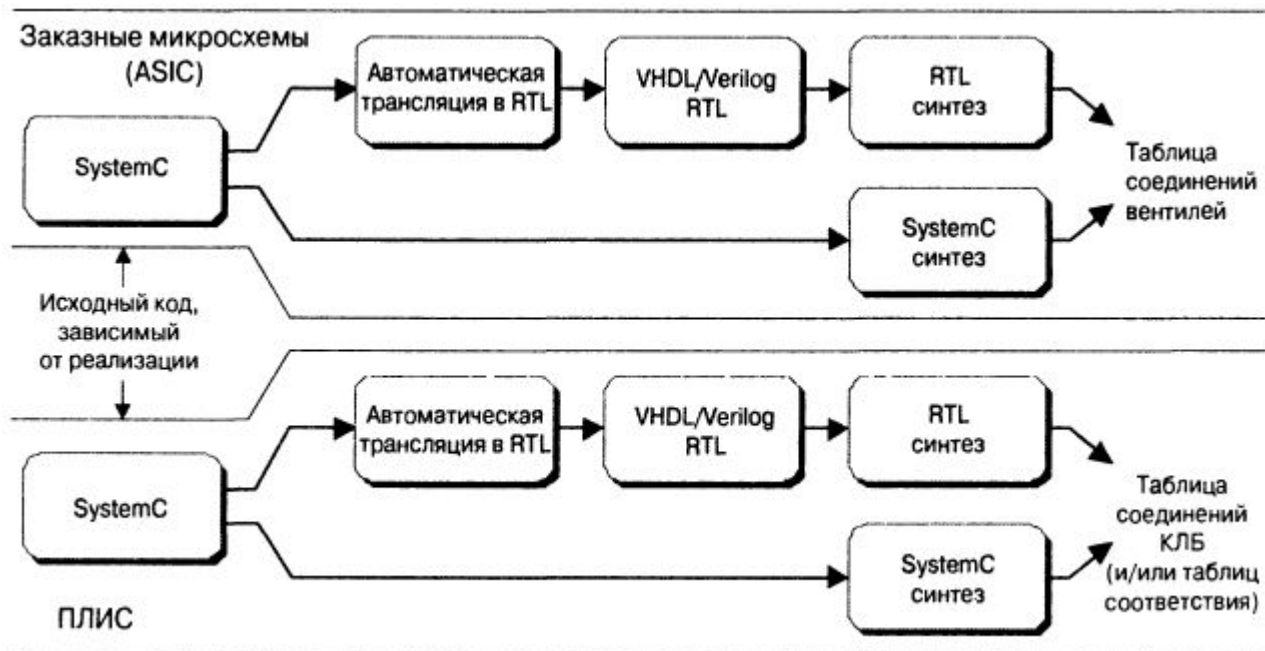 Заказные микросхемы
(ASIC)
SystemC
Автоматическая
трансляция в RTL
VHDL/Verilog
RTL
RTL
синтез
SystemC
синтез
Таблица
соединений
вентилей
Исходный код,
зависимый
от реализации
SystemC
Автоматическая
трансляция в RTL
VHDL/Verilog
RTL
RTL
синтез
SystemC
синтез
Таблица
соединений
КЛБ
(и/или таблиц
соответствия)
ПЛИС